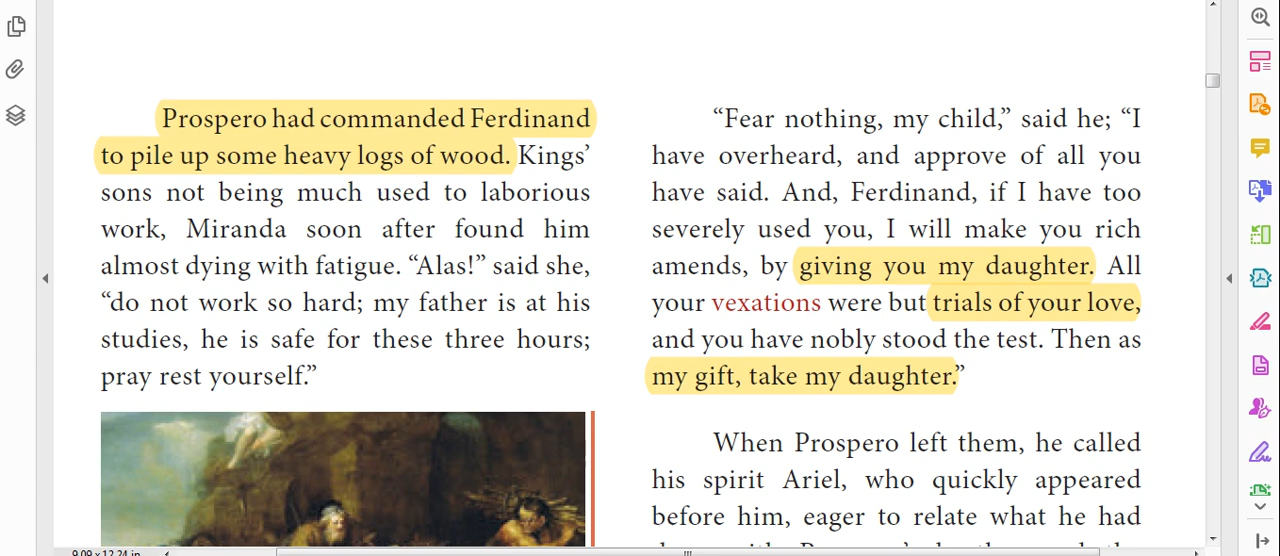 Prospero had commanded Ferdinand
to pile up some heavy logs of wood. Kings’
sons not being much used to laborious
work, Miranda soon after found him
almost dying with fatigue. “Alas!” said she,
“do not work so hard; my father is at his
studies, he is safe for these three hours;
pray rest yourself.”
“Fear nothing, my child,” said he; “I
have overheard, and approve of all you
have said. And, Ferdinand, if I have too
severely used you, I will make you rich
amends, by giving you my daughter. All
your vexations were but trials of your love,
and you have nobly stood the test. Then as
my gift, take my daughter.”
When Prospero left them, he called
his spirit Ariel, who quickly appeared
before him, eager to relate what he had
9.09 x 12.24 in